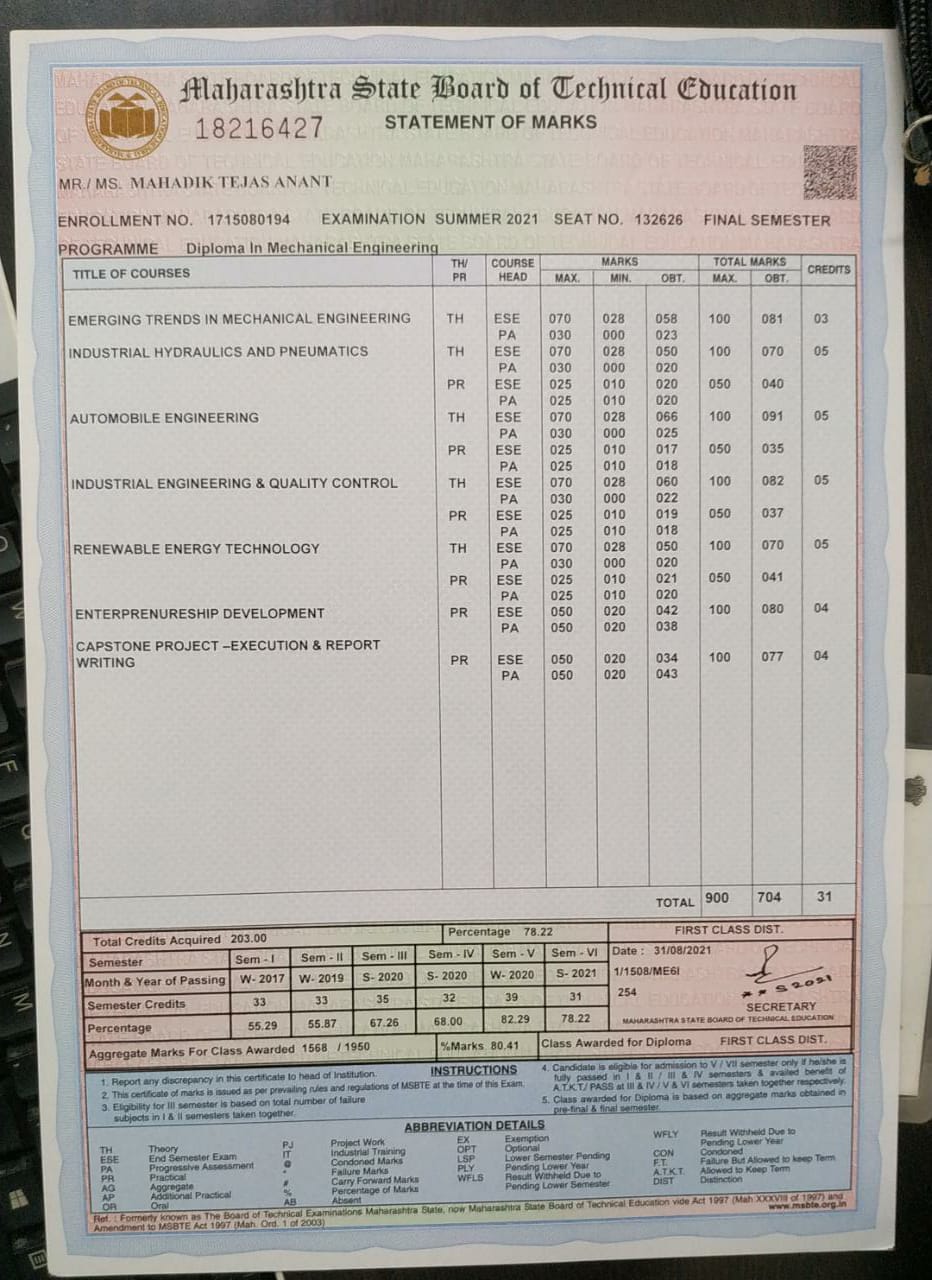 Maharashtra State Board of Technical Education
18216427 STATEMENT OF MARKS
MR./ MS. MAHADIK TEJAS ANANT
ENROLLMENT NO. 1715080194 EXAMINATION SUMMER 2021 SEAT NO. 132626 FINAL SEMESTER
PROGRAMME Diploma In Mechanical Engineering
TITLE OF COURSES TH/ PR COURSE HEAD MARKS TOTAL MARKS CREDITS
MAX. MIN. OBT. MAX. OBT.
EMERGING TRENDS IN MECHANICAL ENGINEERING TH ESE 070 028 058 100 081 03
PA 030 000 023
INDUSTRIAL HYDRAULICS AND PNEUMATICS TH ESE 070 028 050 100 070 05
PA 030 000 020
PR ESE 025 010 020 050 040
PA 025 010 020
AUTOMOBILE ENGINEERING TH ESE 070 028 066 100 091 05
PA 030 000 025
PR ESE 025 010 017 050 035
PA 025 010 018
INDUSTRIAL ENGINEERING & QUALITY CONTROL TH ESE 070 028 060 100 082 05
PA 030 000 022
PR ESE 025 010 019 050 037
PA 025 010 018
RENEWABLE ENERGY TECHNOLOGY TH ESE 070 028 050 100 070 05
PA 030 000 020
PR ESE 025 010 021 050 041
PA 025 010 020
ENTERPRENURESHIP DEVELOPMENT PR ESE 050 020 042 100 080 04
PA 050 020 038
CAPSTONE PROJECT –EXECUTION & REPORT
WRITING PR ESE 050 020 034 100 077 04
PA 050 020 043
TOTAL 900 704 31
Total Credits Acquired 203.00 Percentage 78.22 FIRST CLASS DIST.
Semester Sem - I Sem - II Sem - III Sem - IV Sem - V Sem - VI Date : 31/08/2021
Month & Year of Passing W- 2017 W- 2019 S- 2020 S- 2020 W- 2020 S- 2021 1/1508/ME6I
Semester Credits 33 33 35 32 39 31 254
SECRETARY
Percentage 55.29 55.87 67.26 68.00 82.29 78.22 MAHARASHTRA STATE BOARD OF TECHNICAL EDUCATION
Aggregate Marks For Class Awarded 1568 / 1950 %Marks 80.41 Class Awarded for Diploma FIRST CLASS DIST.
INSTRUCTIONS
1. Report any discrepancy in this certificate to head of Institution.
2. This certificate of marks is issued as per prevailing rules and regulations of MSBTE at the time of this Exam.
3. Eligibility for III semester is based on total number of failure
subjects in I & II semesters taken together.
4. Candidate is eligible for admission to V / VII semester only if he/she is
fully passed in I & II / III & IV semesters & availed benefit of
A.T.K.T./ PASS at III & IV / V & VI semesters taken together respectively.
5. Class awarded for Diploma is based on aggregate marks obtained in
pre-final & final semester.
ABBREVIATION DETAILS
TH Theory
ESE End Semester Exam
PA Progressive Assessment
PR Practical
AG Aggregate
AP Additional Practical
OR Oral
PJ Project Work
IT Industrial Training
@ Condoned Marks
* Failure Marks
# Carry Forward Marks
% Percentage of Marks
AB Absent
EX Exemption
OPT Optional
LSP Lower Semester Pending
PLY Pending Lower Year
WFLS Result Withheld Due to
Pending Lower Semester
WFLY Result Withheld Due to
Pending Lower Year
CON Condoned
F.T. Failure But Allowed to keep Term
A.T.K.T. Allowed to Keep Term
DIST Distinction
Ref. : Formerly known as The Board of Technical Examinations Maharashtra State, now Maharashtra State Board of Technical Education vide Act 1997 (Mah XXXVIII of 1997) and
Amendment to MSBTE Act 1997 (Mah. Ord. 1 of 2003) www.msbte.org.in